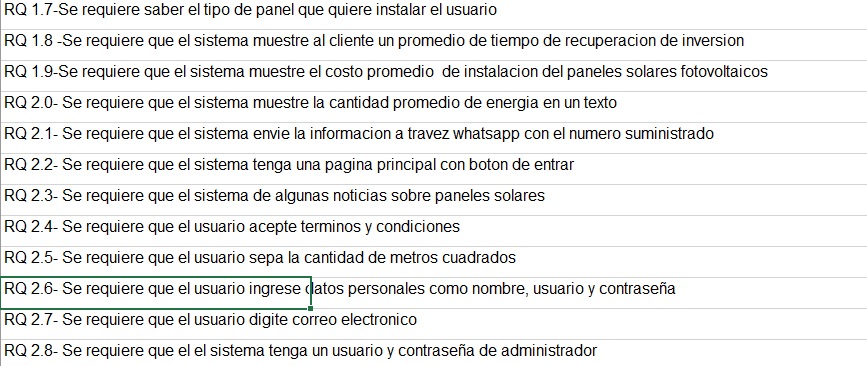 RQ 1.7-Se requiere saber el tipo de panel que quiere instalar el usuario
RQ 1.8 -Se requiere que el sistema muestre al cliente un promedio de tiempo de recuperacion de inversion
RQ 1.9-Se requiere que el sistema muestre el costo promedio  de instalacion del paneles solares fotovoltaicos
RQ 2.0- Se requiere que el sistema muestre la cantidad promedio de energia en un texto
RQ 2.1- Se requiere que el sistema envie la informacion a travez whatsapp con el numero suministrado
RQ 2.2- Se requiere que el sistema tenga una pagina principal con boton de entrar
RQ 2.3- Se requiere que el sistema de algunas noticias sobre paneles solares
RQ 2.4- Se requiere que el usuario acepte terminos y condiciones
RQ 2.5- Se requiere que el usuario sepa la cantidad de metros cuadrados
RQ 2.6- Se requiere que el usuario ingrese datos personales como nombre, usuario y contraseña
RQ 2.7- Se requiere que el usuario digite correo electronico
RQ 2.8- Se requiere que el el sistema tenga un usuario y contraseña de administrador